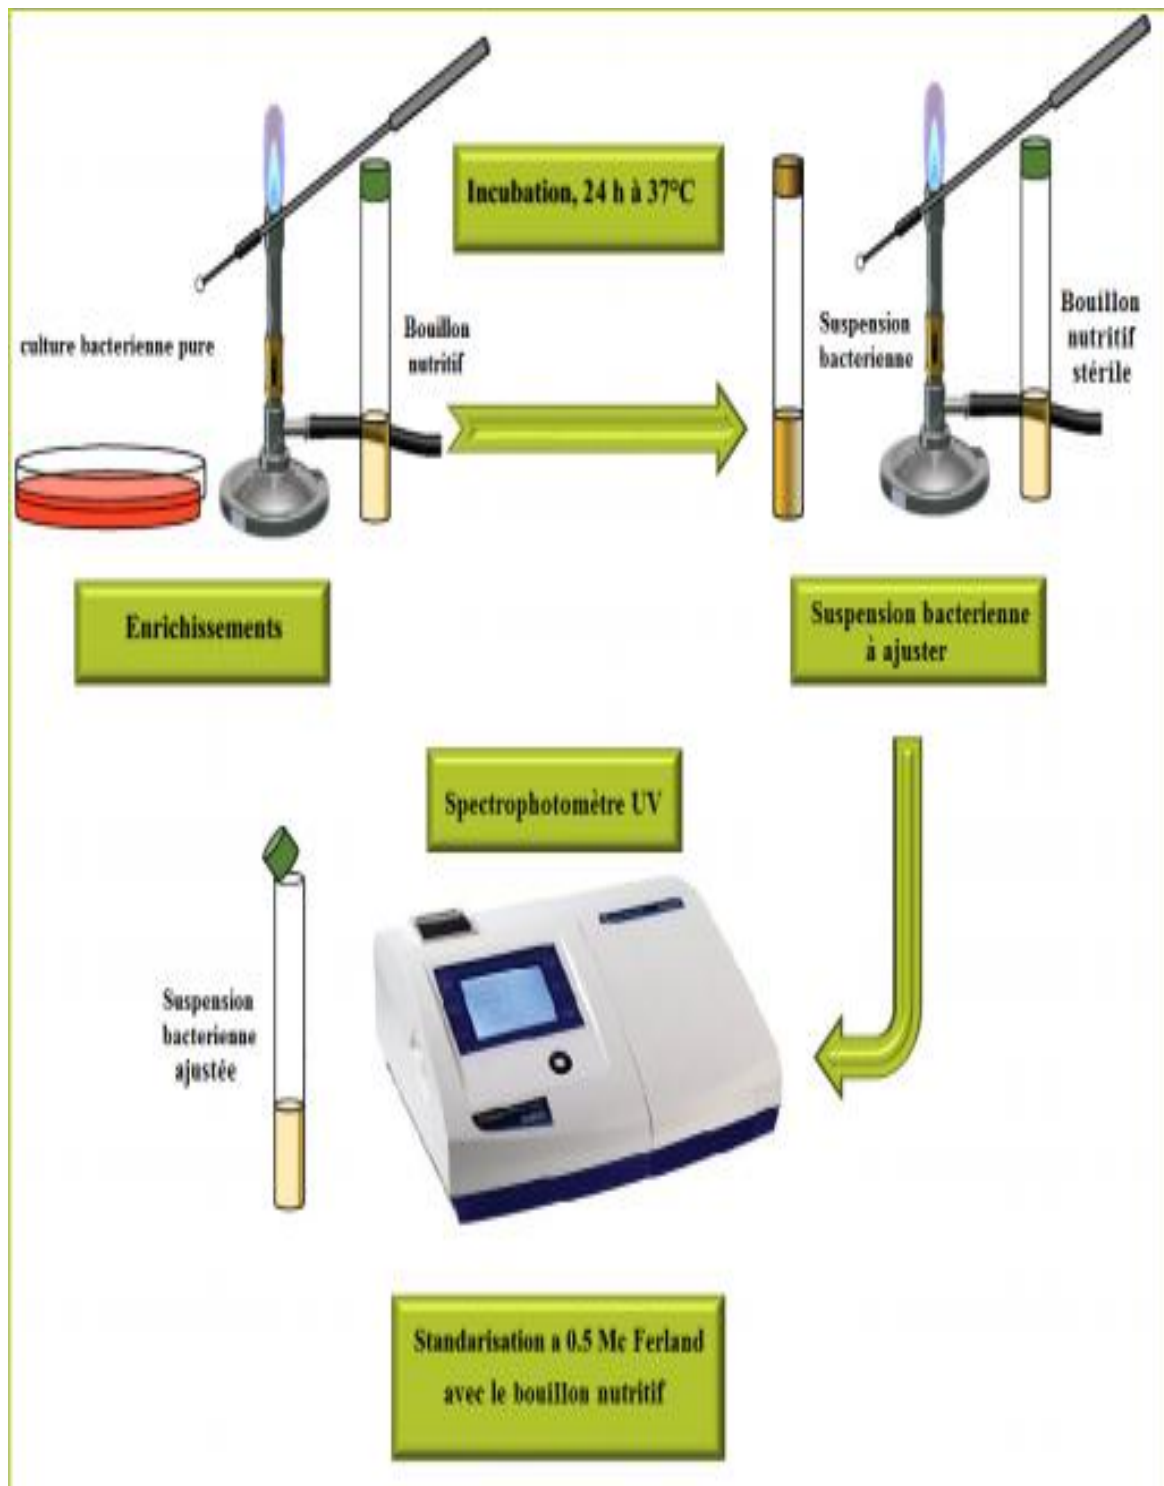 Incubation, 24 h à 37°C
culture bacterienne pure
Bouillon
nutritif
Suspension
bacterienne
Bouillon
nutritif
stérile
Enrichissements
Suspension bacterienne
à ajuster
Spectrophotomètre UV
Suspension
bacterienne
ajustée
Standarisation a 0.5 Mc Ferland
avec le bouillon nutritif